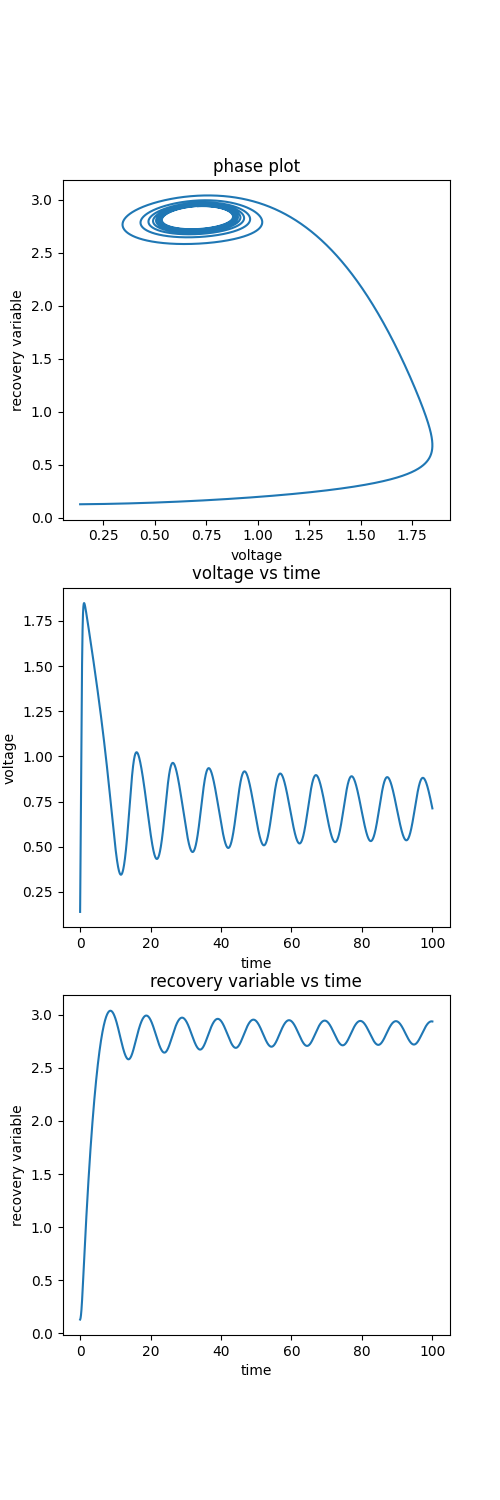 phase plot
3.0
2.5
2.0
1.5
1.0
0.5
0.0
recovery variable
0.25 0.50 0.75 1.00 1.25 1.50 1.75
voltage
voltage vs time
1.75
1.50
1.25
1.00
0.75
0.50
0.25
voltage
0 20 40 60 80 100
time
recovery variable vs time
3.0
2.5
2.0
1.5
1.0
0.5
0.0
recovery variable
0 20 40 60 80 100
time